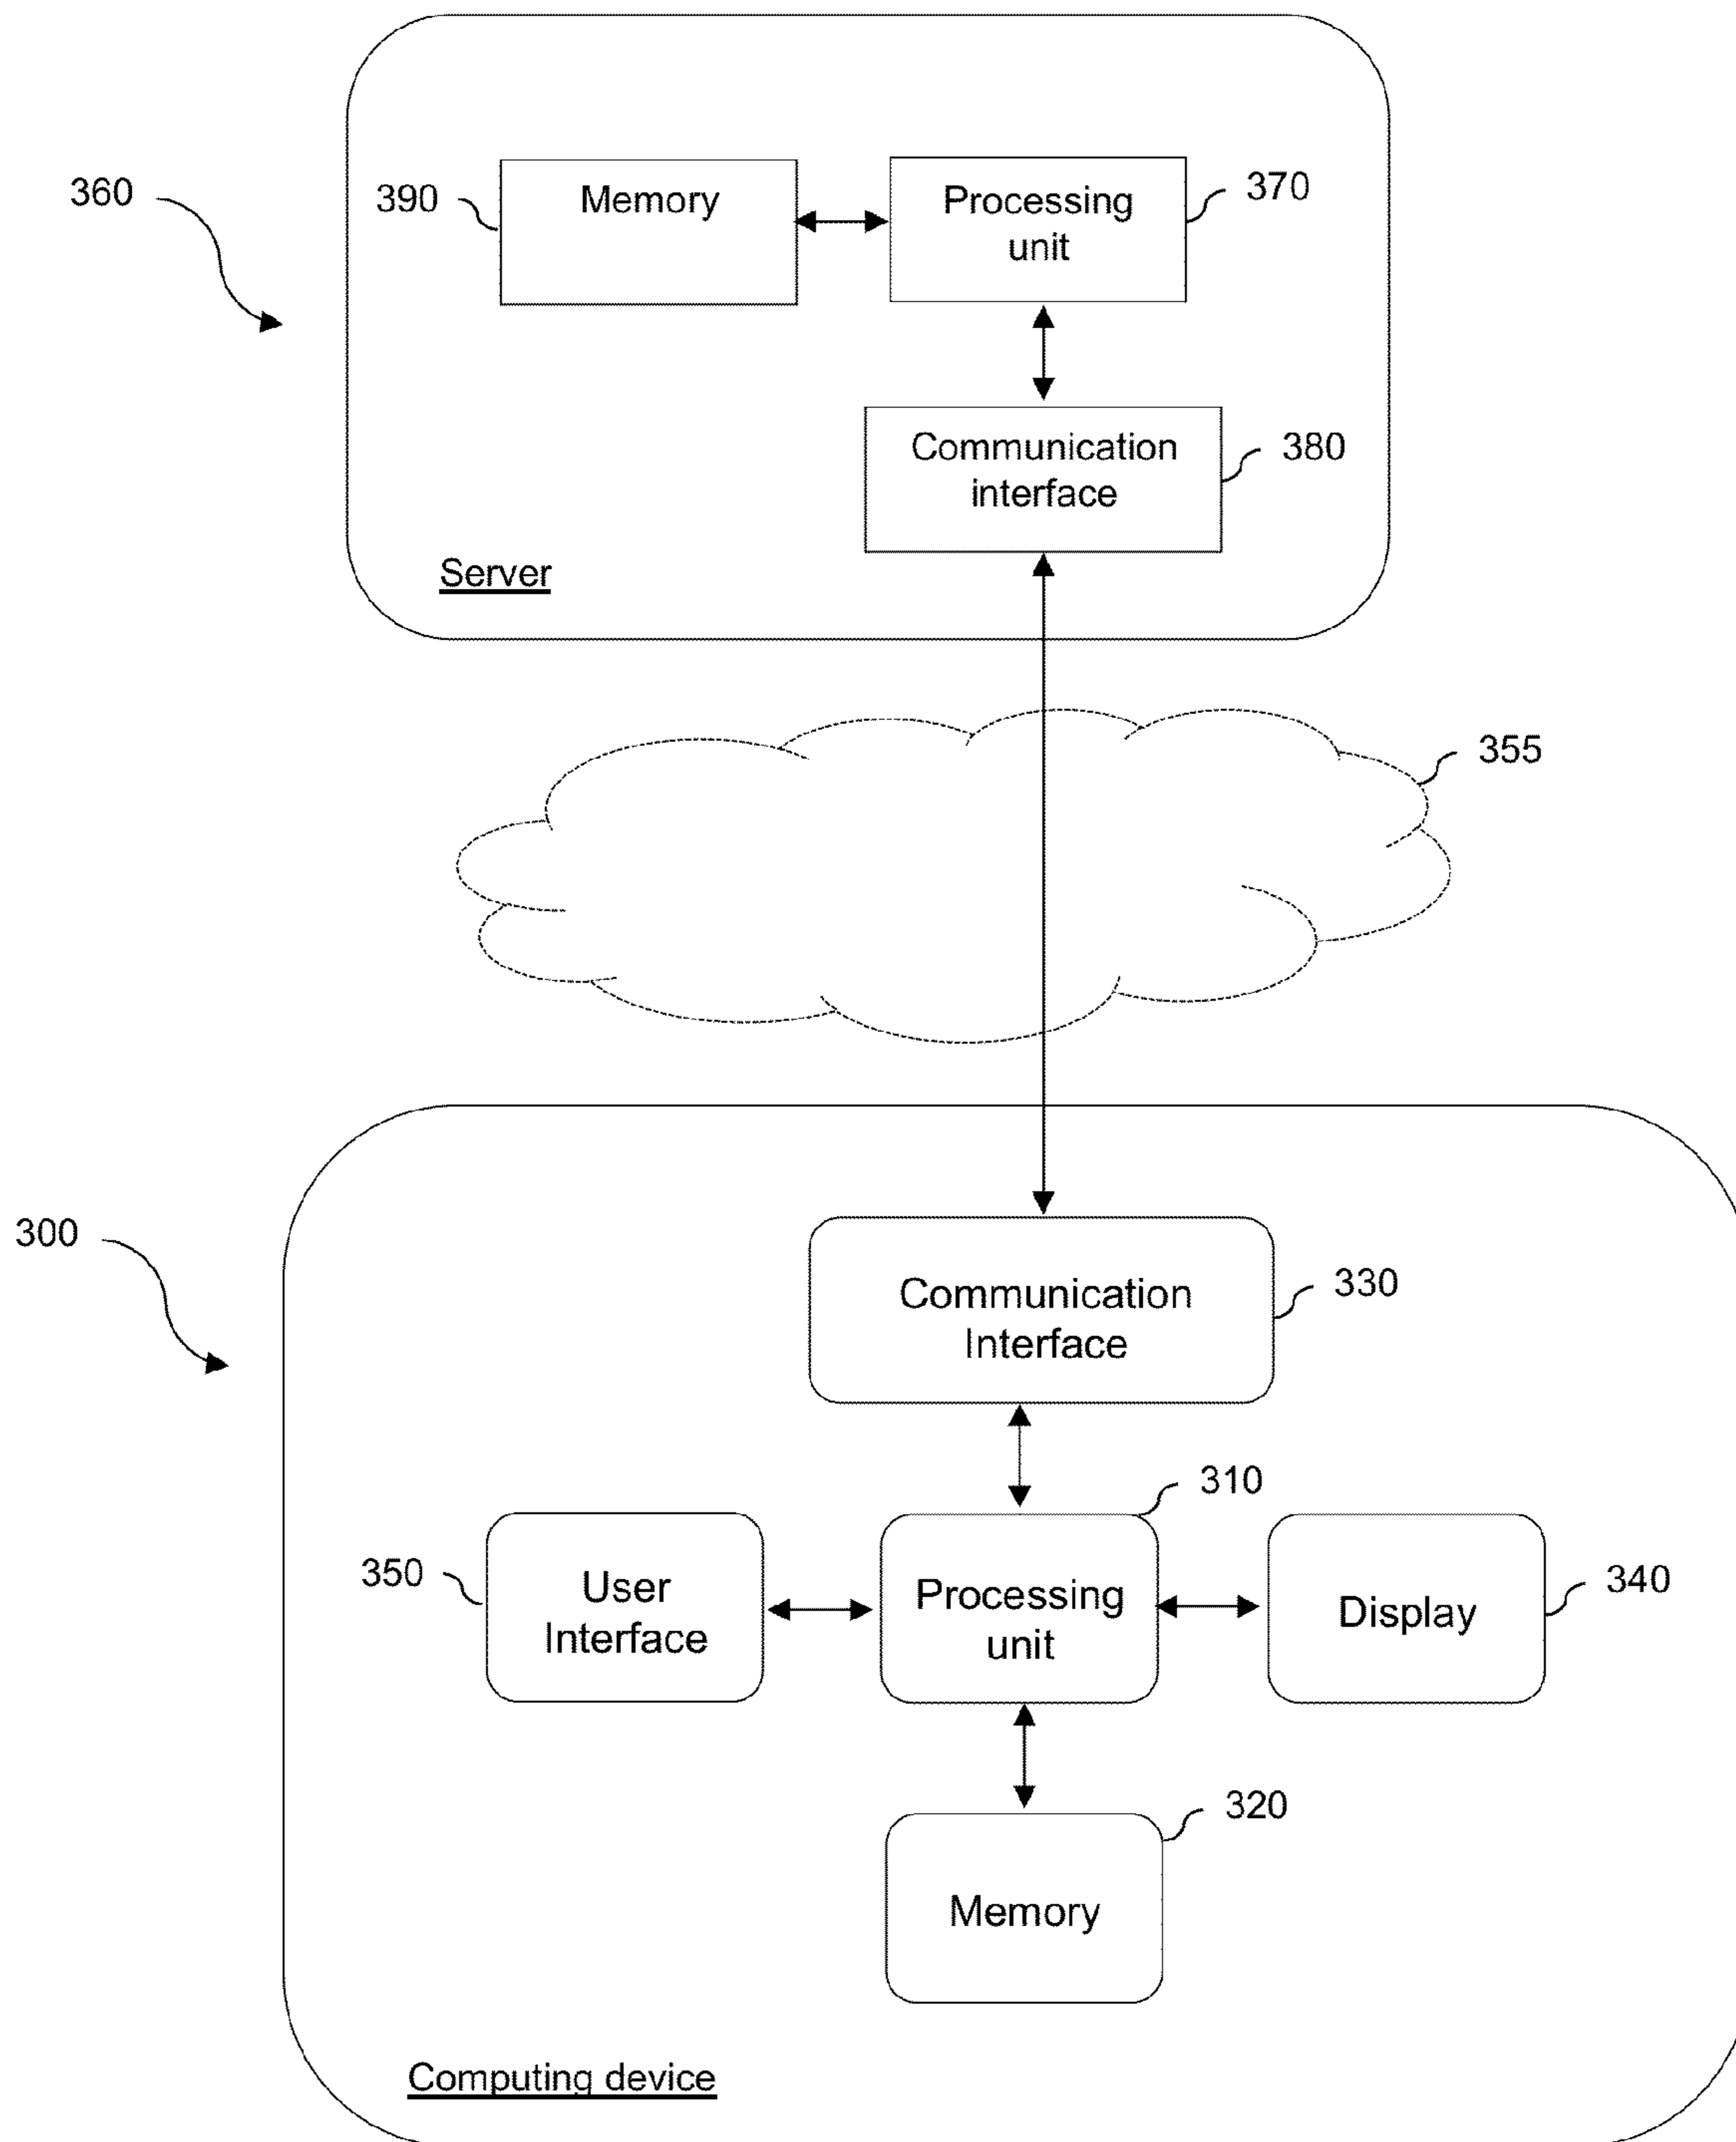 360
390
Memory
Processing
unit
370
Communication
interface
380
Server
355
300
Communication
Interface
330
310
350
User
Interface
Processing
unit
Display
340
320
Memory
Computing device